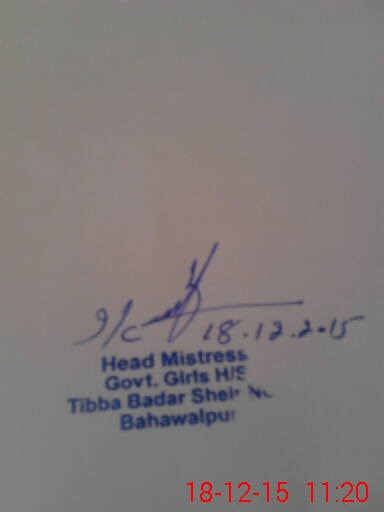 I/C 18.12.2015
Head Mistress
Govt. Girls H/S
Tibba Badar Sher
Bahawalpur
18-12-15 11:20